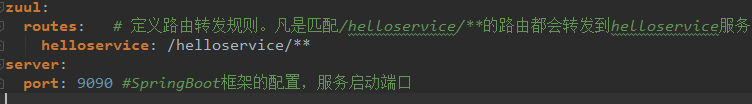 zuul:
  routes:   # 定义路由转发规则。凡是匹配/helloservice/**的路由都会转发到helloservice服务
    helloservice: /helloservice/**
server:
  port: 9090 #SpringBoot框架的配置，服务启动端口